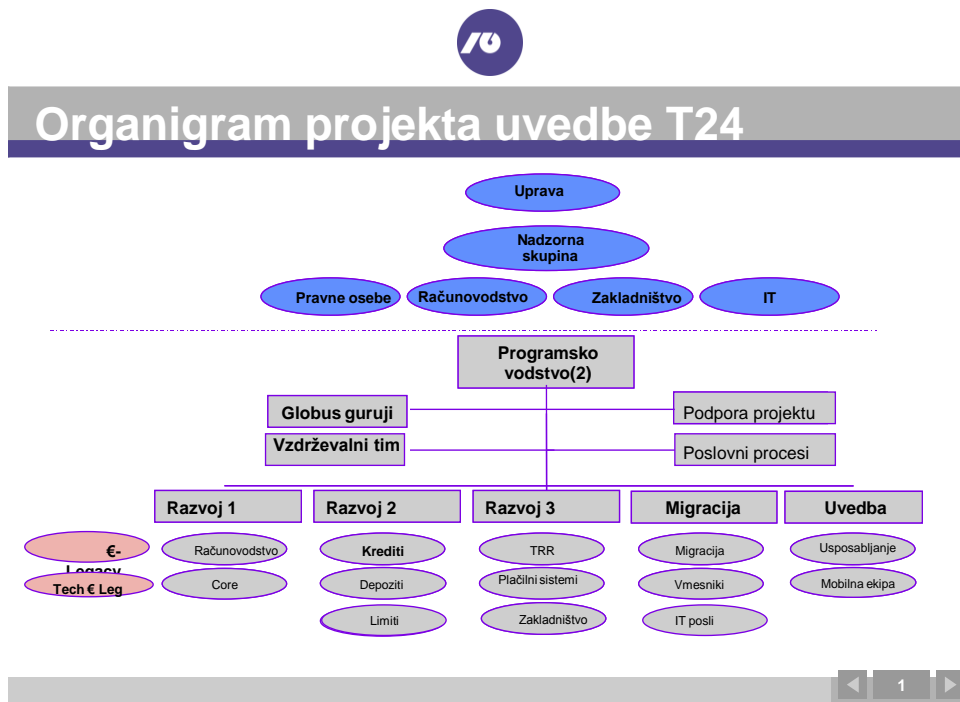 Organigram projekta uvedbe T24
Uprava
Nadzorna
skupina
Pravne osebe
Računovodstvo
Zakladništvo
IT
Programsko
vodstvo(2)
Globus guruji
Podpora projektu
Vzdrževalni tim
Poslovni procesi
Razvoj 1
Razvoj 2
Razvoj 3
Migracija
Uvedba
€-
Legacy
Računovodstvo
Krediti
TRR
Migracija
Usposabljanje
Tech € Leg
Core
Depoziti
Plačilni sistemi
Vmesniki
Mobilna ekipa
Limiti
Zakladništvo
IT posli
1